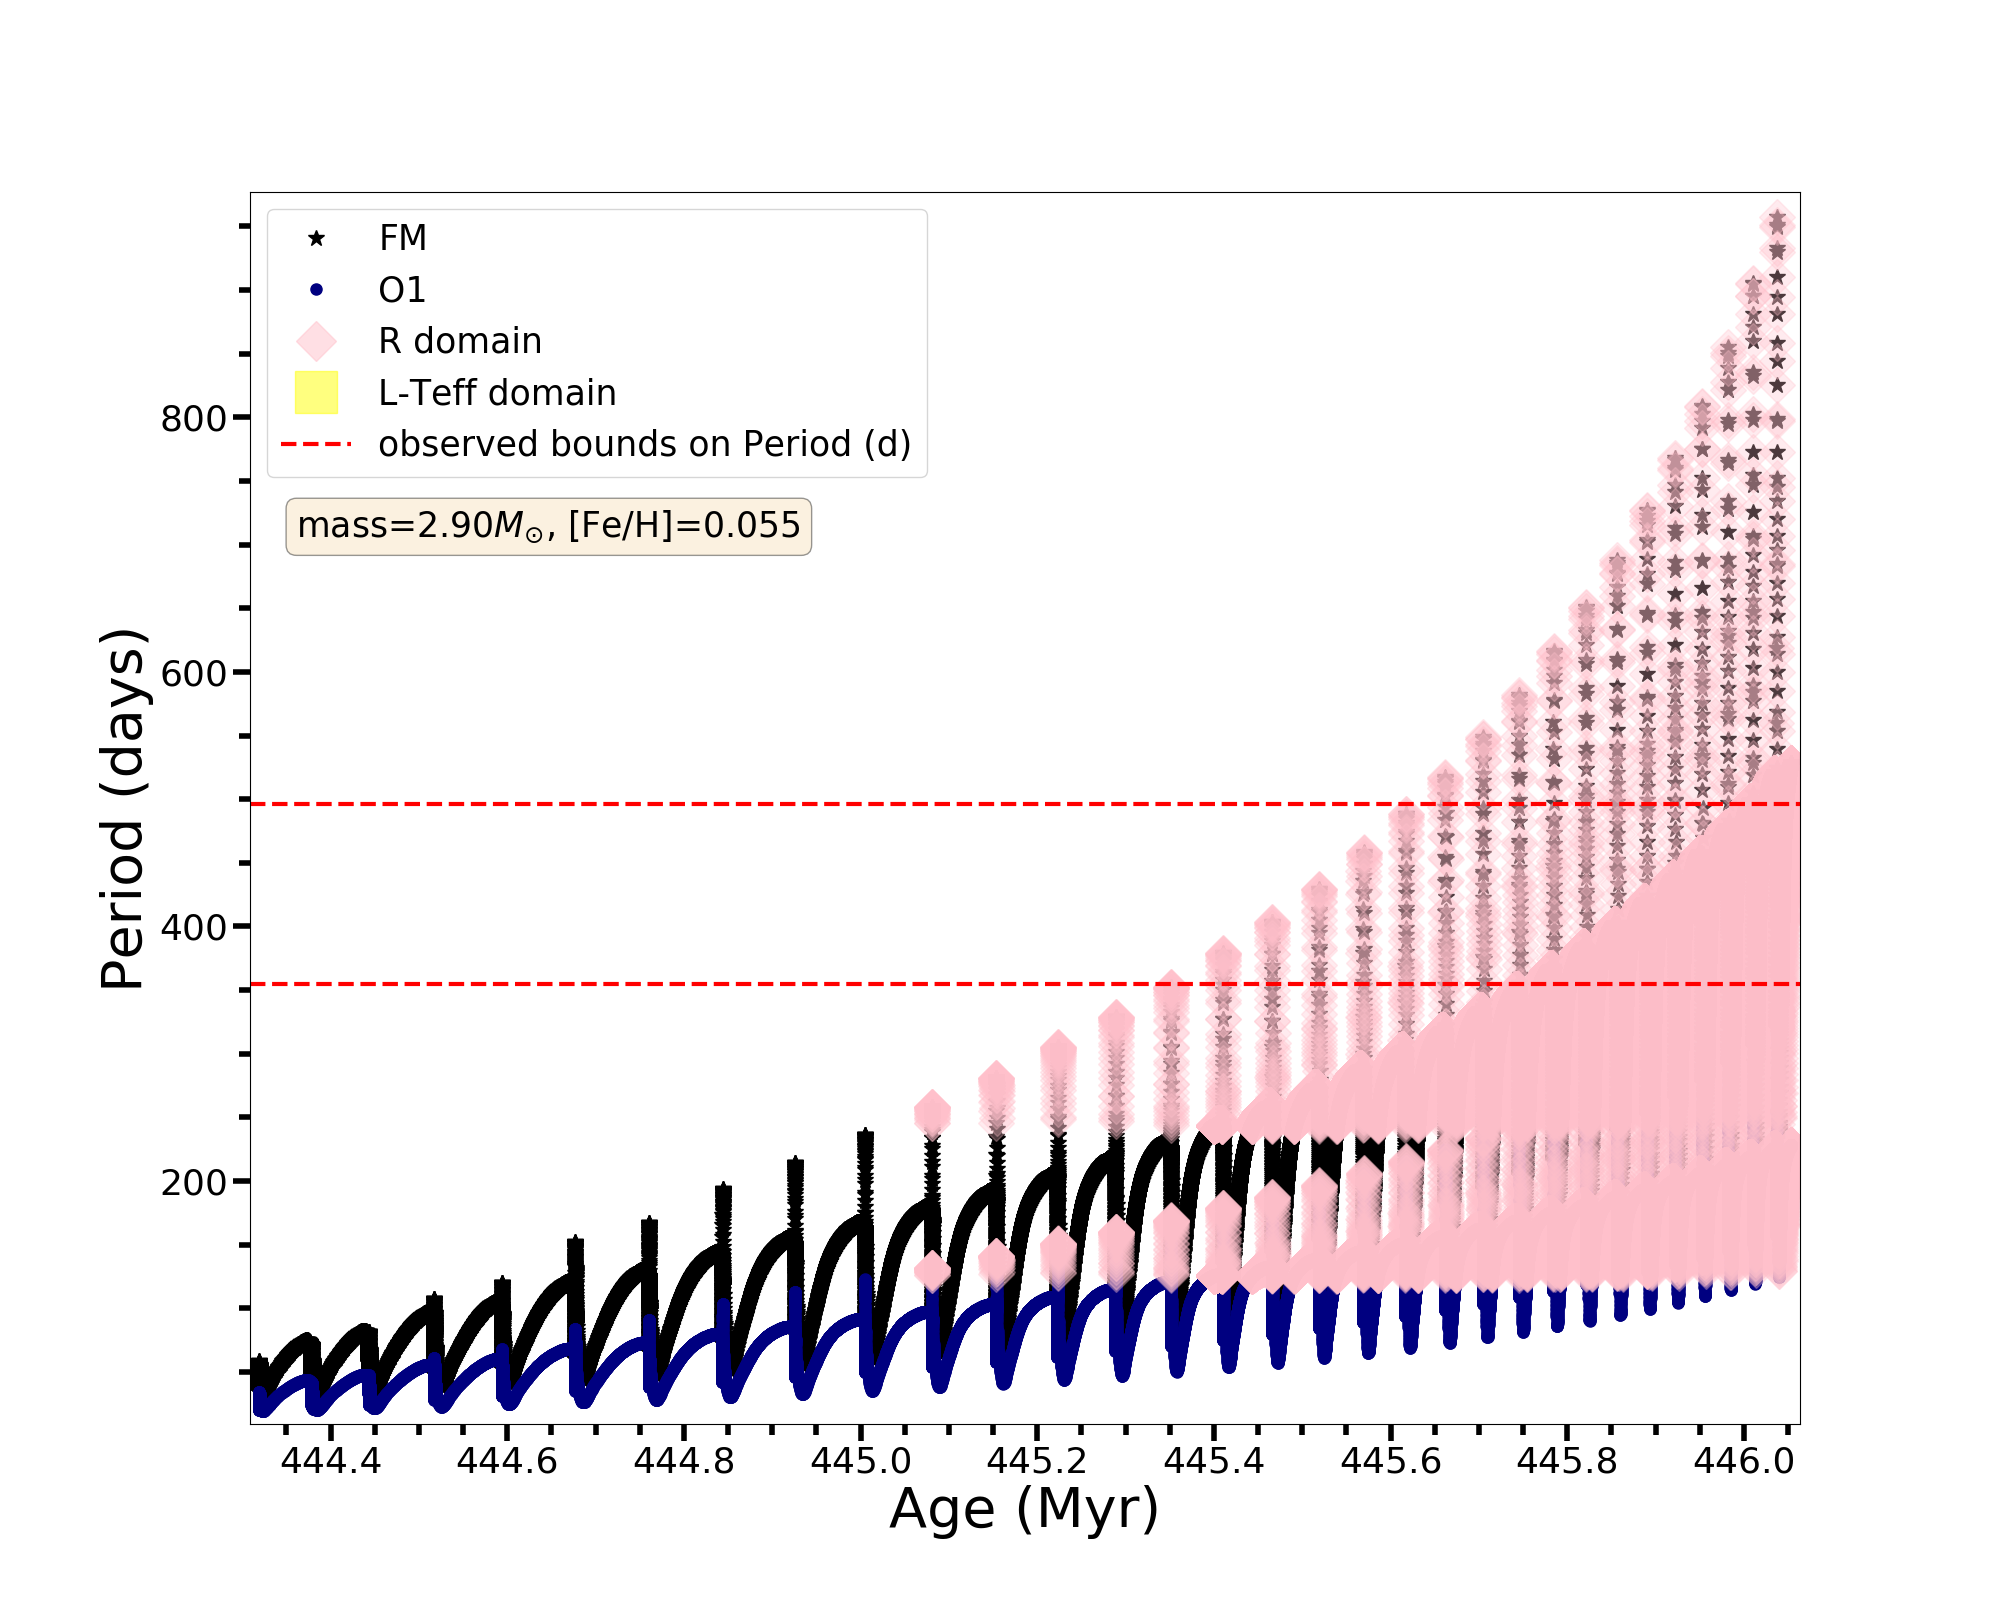 FM
O1
R domain
L-Teff domain
observed bounds on Period (d)
mass=2.90M⊙, [Fe/H]=0.055
Period (days)
800
600
400
200
444.4 444.6 444.8 445.0 445.2 445.4 445.6 445.8 446.0
Age (Myr)